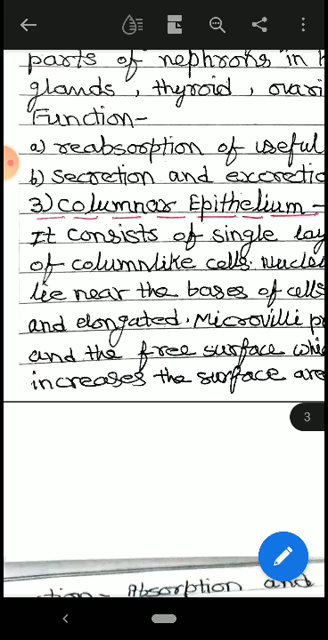 parts of nephrons in
glands, thyroid, ovari
Function-
a) reabsorption of useful
b) secretion and excretio
3) columnar Epithelium -
It consists of single lay
of columnlike cells. Nucle
lie near the bases of cells
and elongated. Microvilli p
and the free surface whi
increases the surface are
3
tion- Absorption and